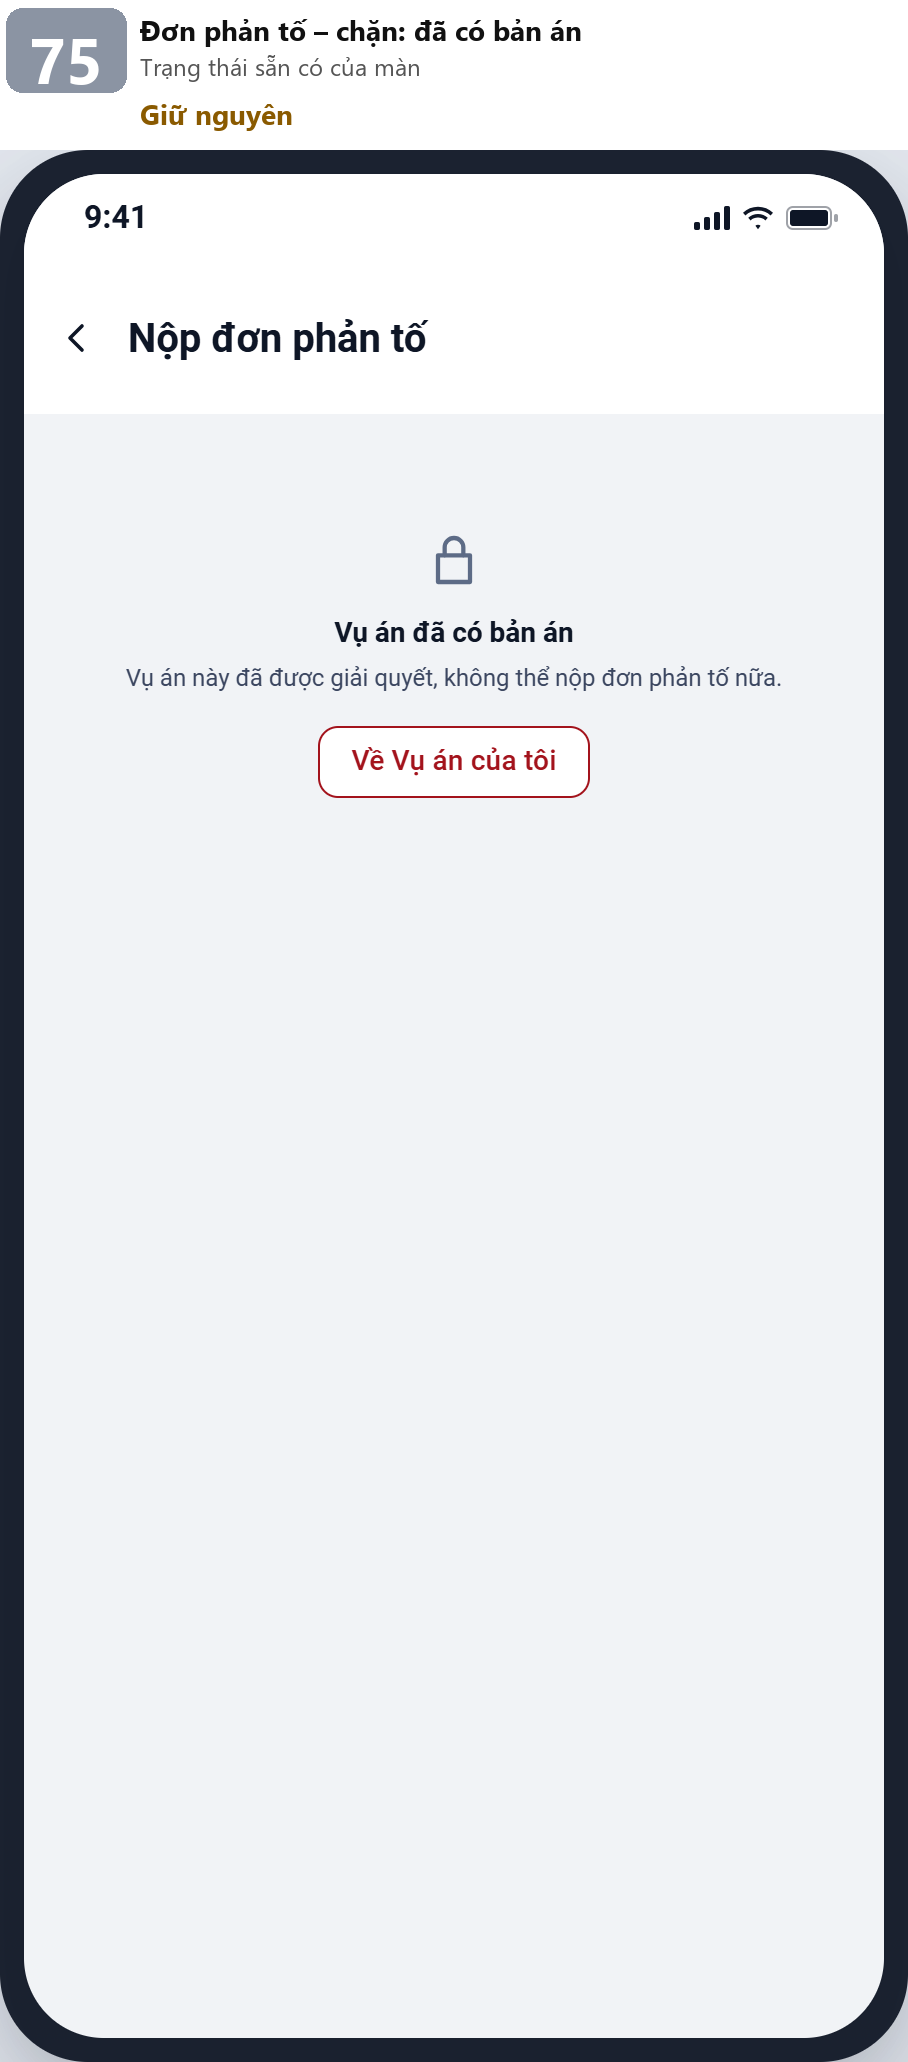 75
Đơn phản tố – chặn: đã có bản án
Trạng thái sẵn có của màn
Giữ nguyên
9:41
Nộp đơn phản tố
Vụ án đã có bản án
Vụ án này đã được giải quyết, không thể nộp đơn phản tố nữa.
Về Vụ án của tôi